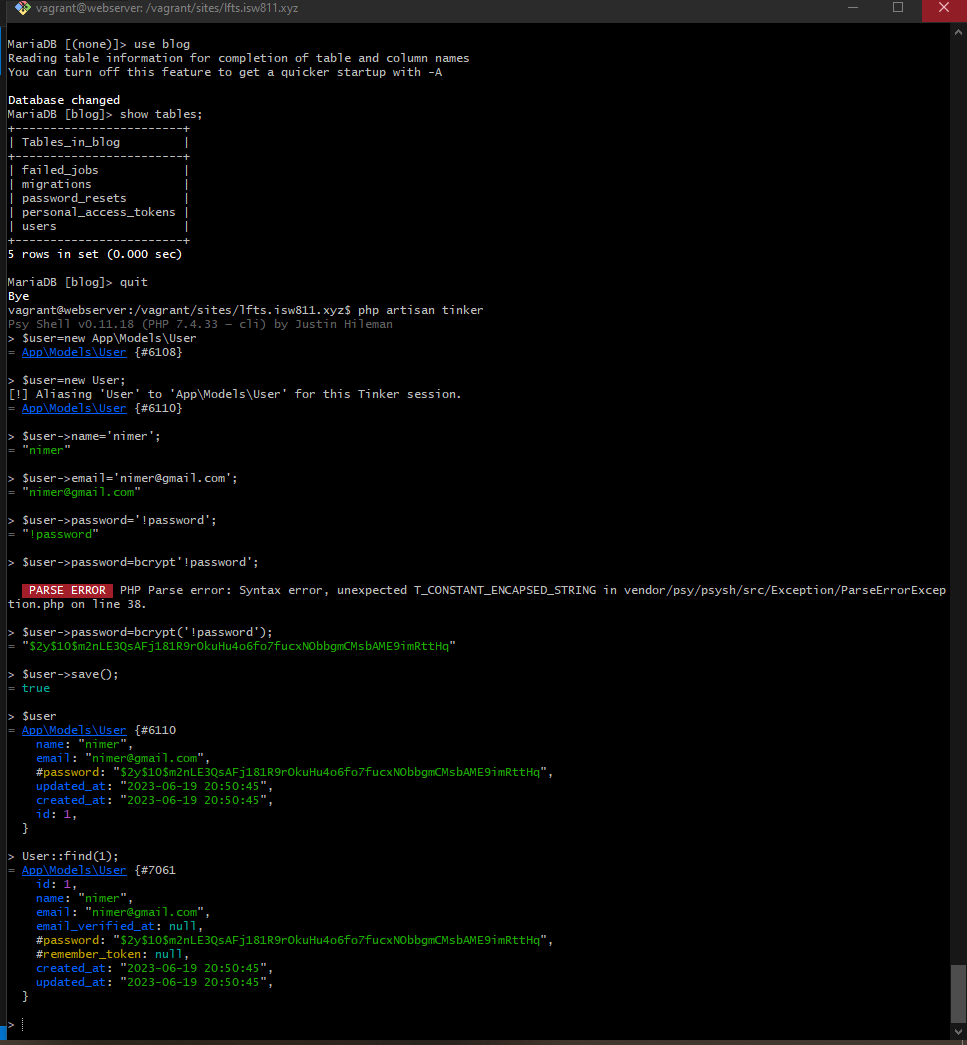 vagrant@webserver: /vagrant/sites/lfts.isw811.xyz
MariaDB [(none)]> use blog
Reading table information for completion of table and column names
You can turn off this feature to get a quicker startup with -A
Database changed
MariaDB [blog]> show tables;
+------------------------+
| Tables_in_blog         |
+------------------------+
| failed_jobs            |
| migrations             |
| password_resets        |
| personal_access_tokens |
| users                  |
+------------------------+
5 rows in set (0.000 sec)
MariaDB [blog]> quit
Bye
vagrant@webserver:/vagrant/sites/lfts.isw811.xyz$ php artisan tinker
Psy Shell v0.11.18 (PHP 7.4.33 — cli) by Justin Hileman
> $user=new App\Models\User
= App\Models\User {#6108}
> $user=new User;
[!] Aliasing 'User' to 'App\Models\User' for this Tinker session.
= App\Models\User {#6110}
> $user->name='nimer';
= "nimer"
> $user->email='nimer@gmail.com';
= "nimer@gmail.com"
> $user->password='!password';
= "!password"
> $user->password=bcrypt'!password';
PARSE ERROR  PHP Parse error: Syntax error, unexpected T_CONSTANT_ENCAPSED_STRING in vendor/psy/psysh/src/Exception/ParseErrorExcep
tion.php on line 38.
> $user->password=bcrypt('!password');
= "$2y$10$m2nLE3QsAFj181R9rOkuHu4o6fo7fucxNObbgmCMsbAME9imRttHq"
> $user->save();
= true
> $user
= App\Models\User {#6110
name: "nimer",
email: "nimer@gmail.com",
#password: "$2y$10$m2nLE3QsAFj181R9rOkuHu4o6fo7fucxNObbgmCMsbAME9imRttHq",
updated_at: "2023-06-19 20:50:45",
created_at: "2023-06-19 20:50:45",
id: 1,
}
> User::find(1);
= App\Models\User {#7061
id: 1,
name: "nimer",
email: "nimer@gmail.com",
email_verified_at: null,
#password: "$2y$10$m2nLE3QsAFj181R9rOkuHu4o6fo7fucxNObbgmCMsbAME9imRttHq",
#remember_token: null,
created_at: "2023-06-19 20:50:45",
updated_at: "2023-06-19 20:50:45",
}
>